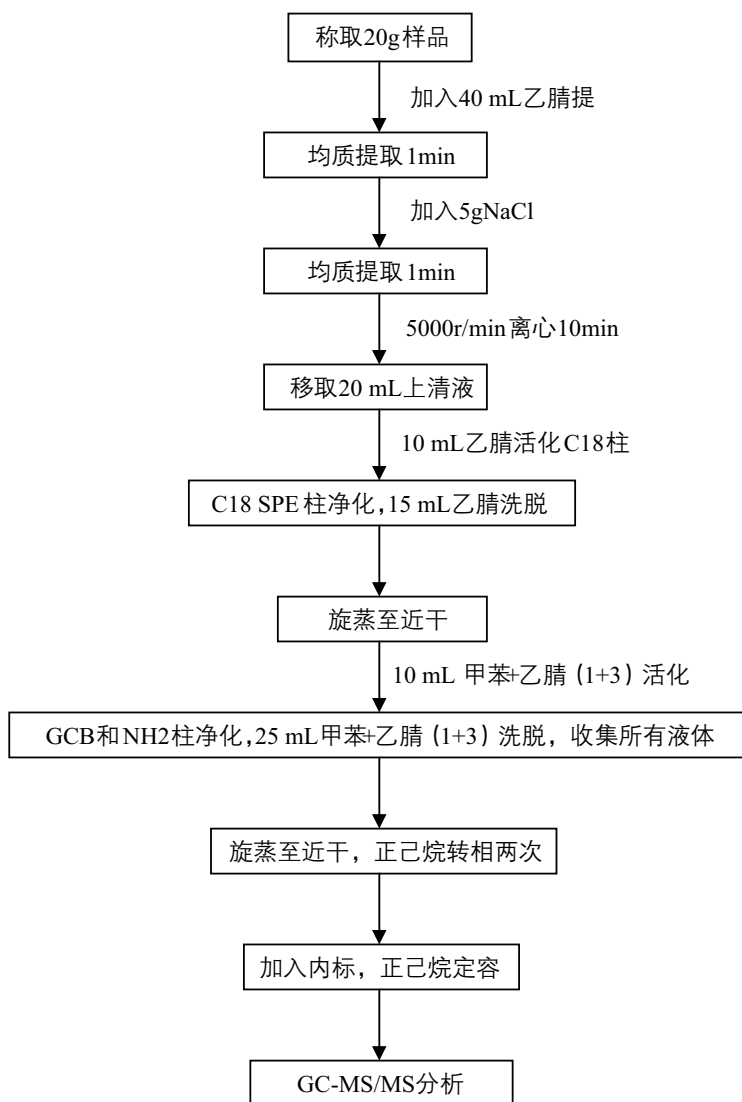 称取20g样品
加入40 mL乙腈提
均质提取1min
加入5gNaCl
均质提取1min
5000r/min离心10min
移取20 mL上清液
10 mL乙腈活化C18柱
C18 SPE柱净化,15 mL乙腈洗脱
旋蒸至近干
10 mL 甲苯+乙腈（1+3）活化
GCB和NH2柱净化,25 mL甲苯+乙腈（1+3）洗脱，收集所有液体
旋蒸至近干，正己烷转相两次
加入内标，正己烷定容
GC-MS/MS分析